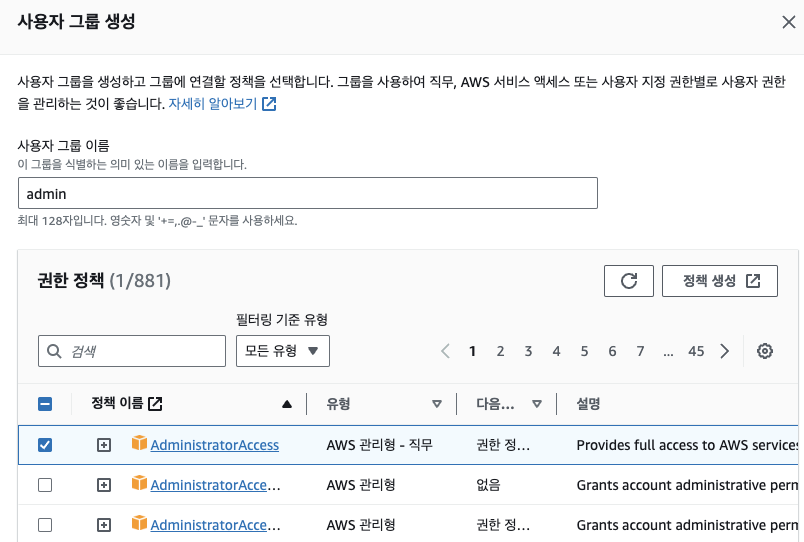 사용자 그룹 생성
사용자 그룹을 생성하고 그룹에 연결할 정책을 선택합니다. 그룹을 사용하여 직무, AWS 서비스 액세스 또는 사용자 지정 권한별로 사용자 권한
을 관리하는 것이 좋습니다. 자세히 알아보기
사용자 그룹 이름
이 그룹을 식별하는 의미 있는 이름을 입력합니다.
admin
최대 128자입니다. 영숫자 및 '+=,.@-_' 문자를 사용하세요.
권한 정책 (1/881)
정책 생성
필터링 기준 유형
검색
모든 유형
1 2 3 4 5 6 7 ... 45
정책 이름 유형 다음... 설명
AdministratorAccess AWS 관리형 - 직무 권한 정... Provides full access to AWS services
AdministratorAcce... AWS 관리형 없음 Grants account administrative perm
AdministratorAcce... AWS 관리형 권한 정... Grants account administrative perm